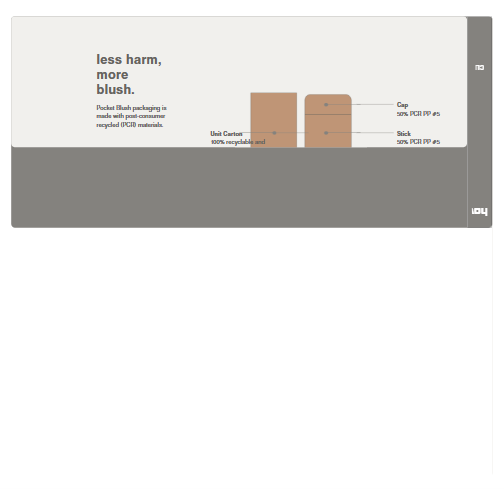 less harm,
more
blush.
Pocket Blush packaging is
made with post-consumer
recycled (PCR) materials.
Cap
50% PCR PP #5
Unit Carton
100% recyclable and
Stick
50% PCR PP #5